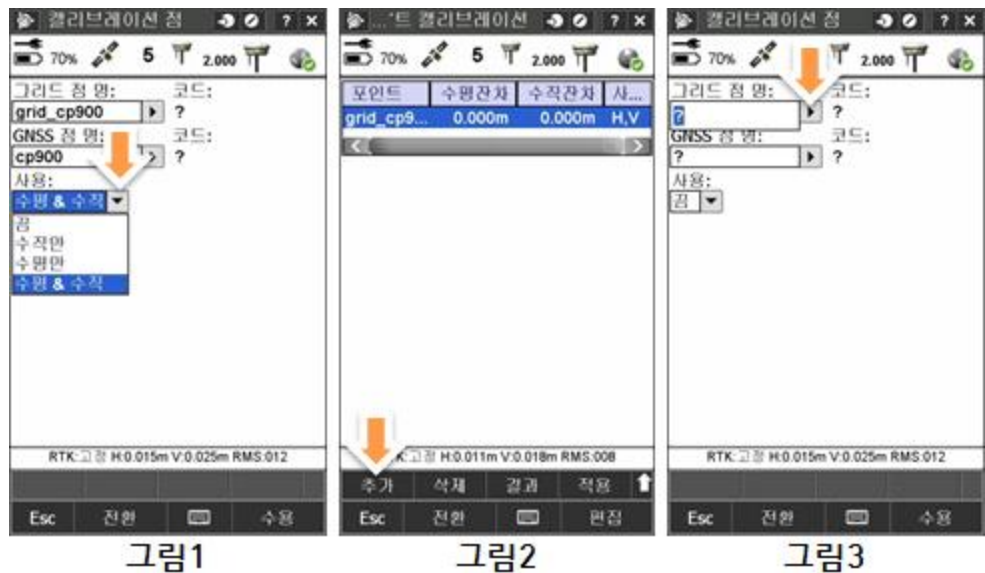 캘리브레이션 점 ? ×
70% 5 2.000
그리드 점 명: 코드:
grid_cp900 ?
GNSS 점 명: 코드:
cp900 ?
사용:
수평 & 수직
끔
수직만
수평만
수평 & 수직
RTK:고정 H:0.015m V:0.025m RMS:012
Esc 전환 수용
그림1
...'트 캘리브레이션 ? ×
70% 5 2.000
포인트 수평잔차 수직잔차 사...
grid_cp9... 0.000m 0.000m H,V
K:고정 H:0.011m V:0.018m RMS:008
추가 삭제 결과 적용
Esc 전환 편집
그림2
캘리브레이션 점 ? ×
70% 2.000
그리드 점 명: 코드:
? ?
GNSS 점 명: 코드:
? ?
사용:
끔
RTK:고정 H:0.015m V:0.025m RMS:012
Esc 전환 수용
그림3